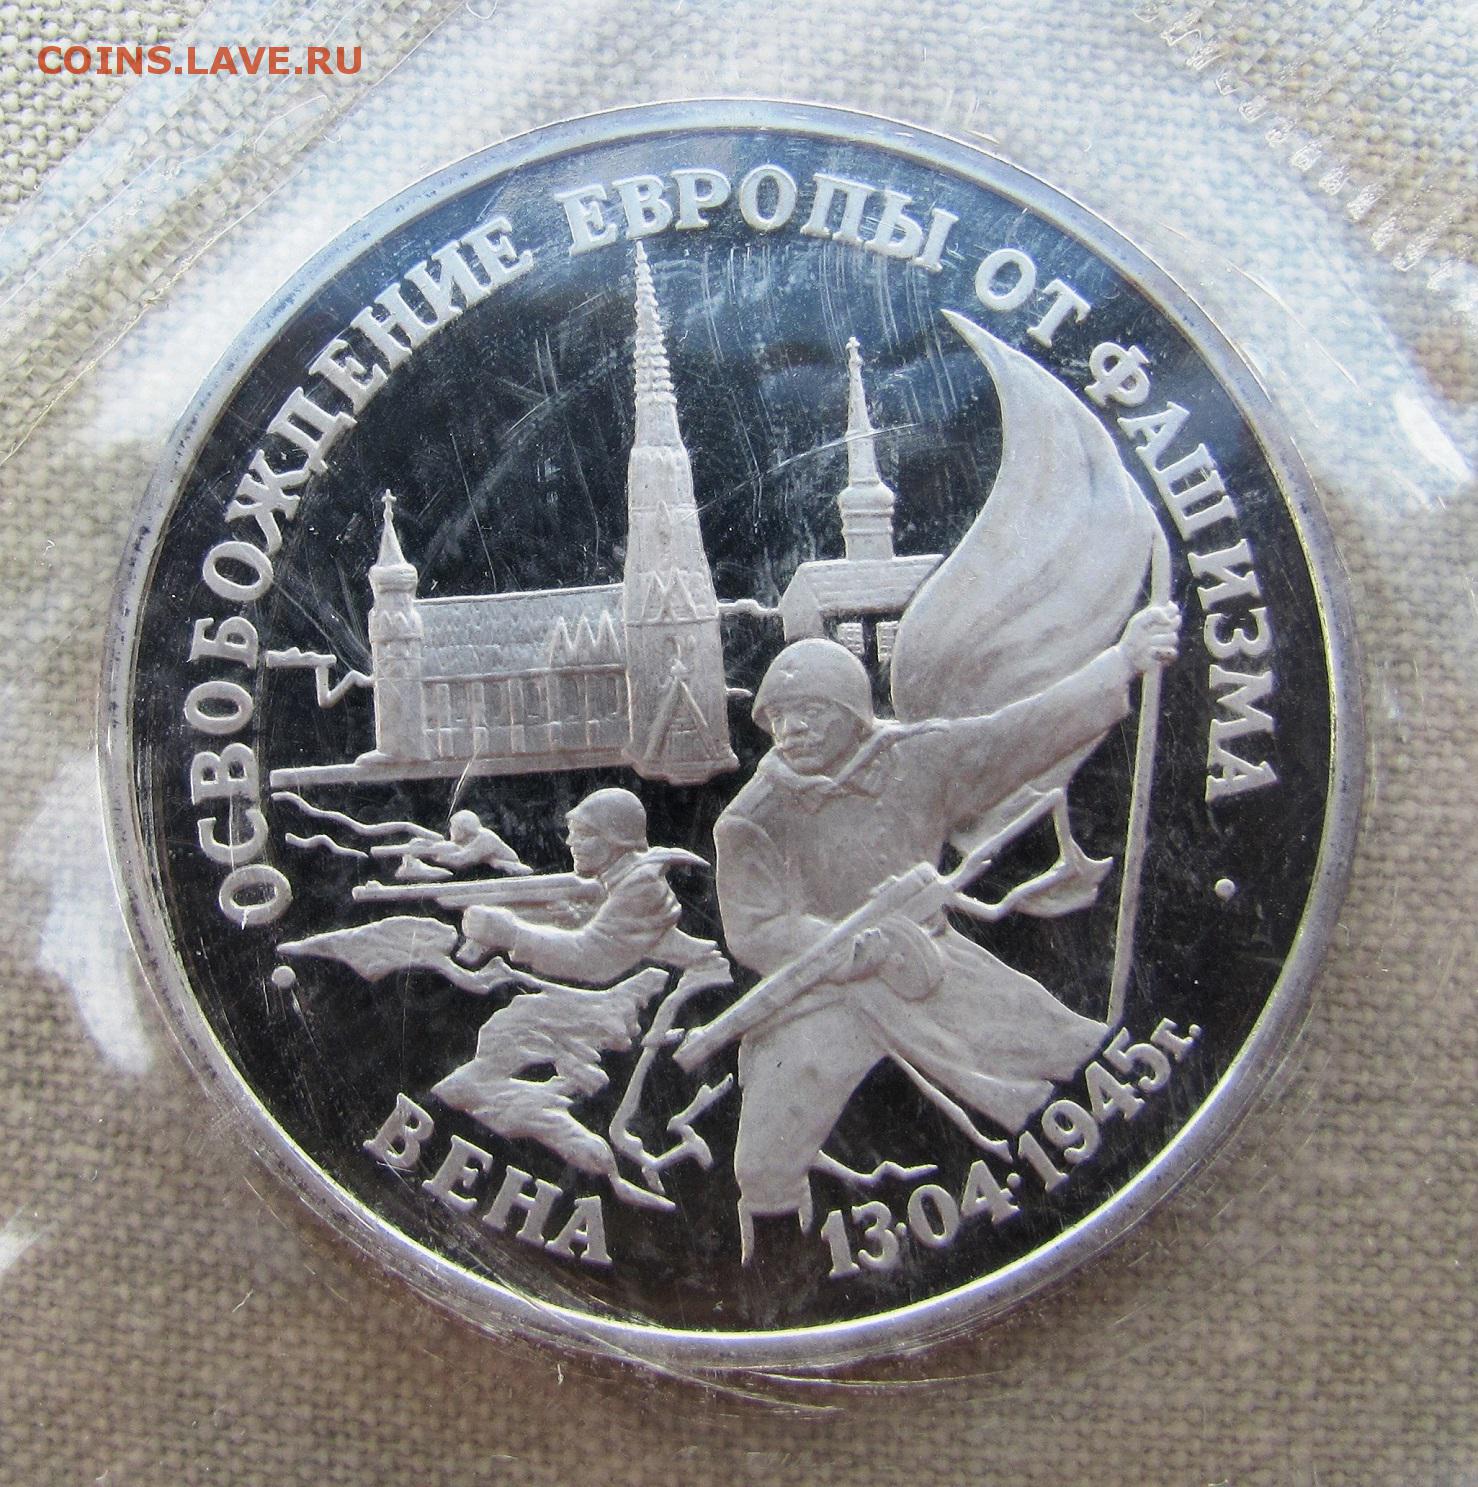 COINS.LAVE.RU
ОСВОБОЖДЕНИЕ ЕВРОПЫ ОТ ФАШИЗМА
ВЕНА 13·04·1945г.